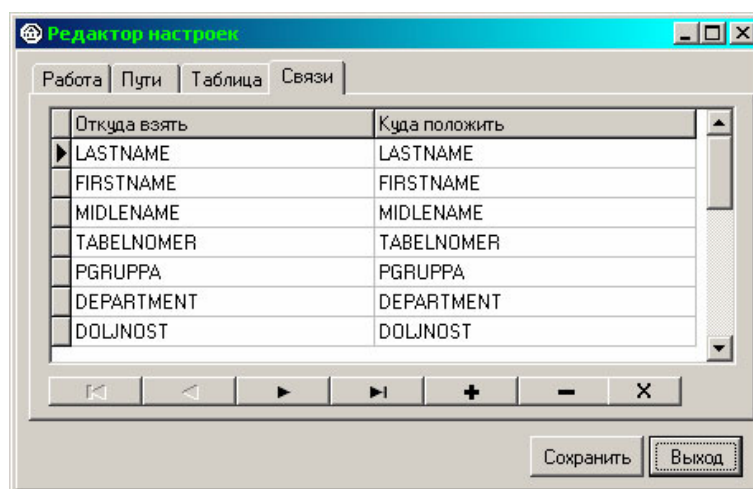 Редактор настроек
Работа Пути Таблица Связи
Откуда взять Куда положить
LASTNAME LASTNAME
FIRSTNAME FIRSTNAME
MIDLENAME MIDLENAME
TABELNOMER TABELNOMER
PGRUPPA PGRUPPA
DEPARTMENT DEPARTMENT
DOLJNOST DOLJNOST
Сохранить Выход